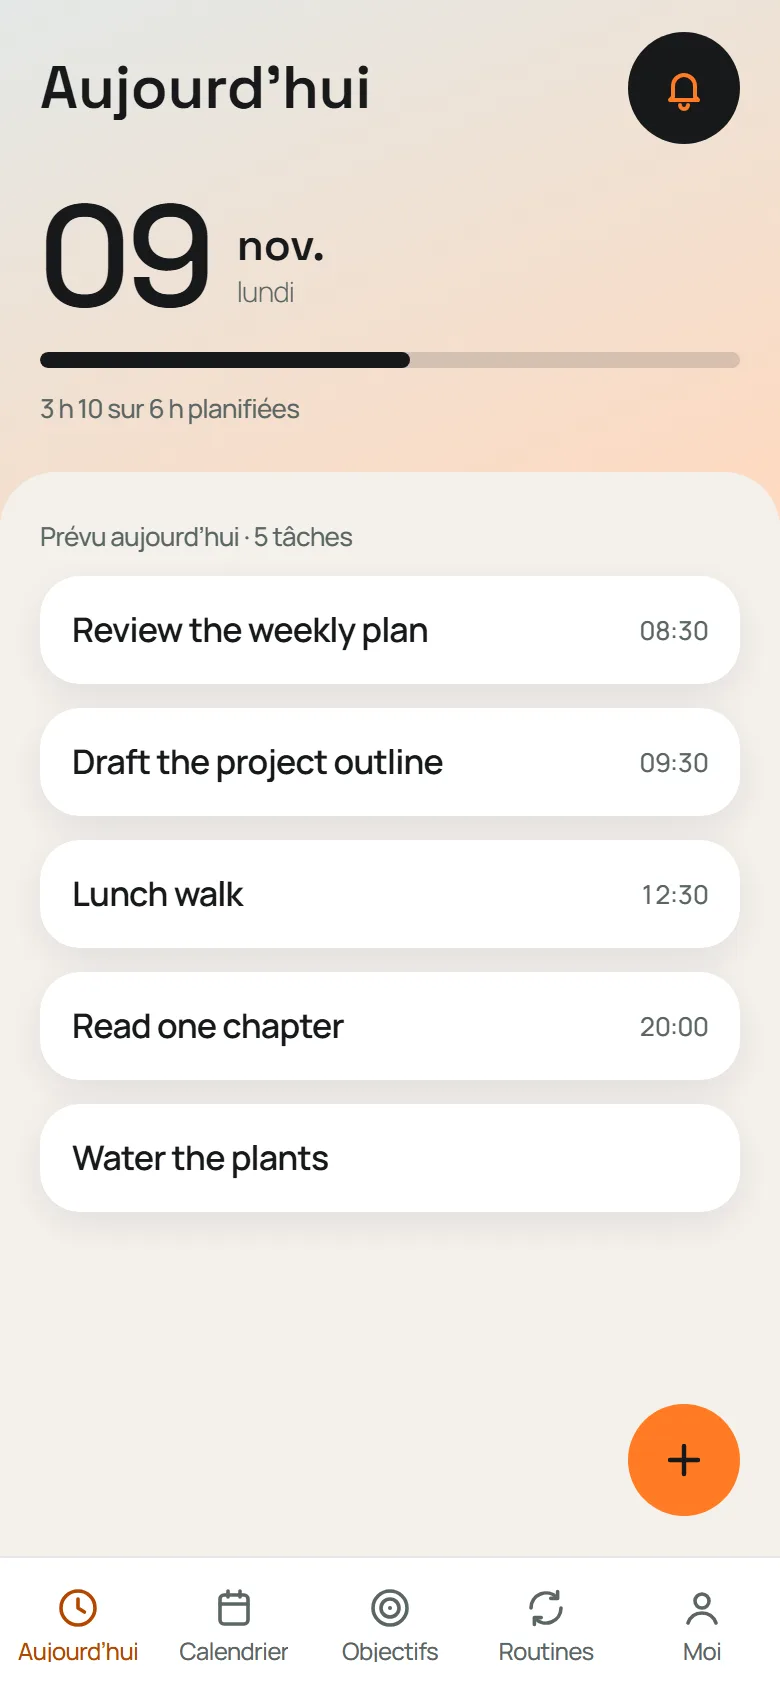 Aujourd’hui
09
nov.
lundi
3 h 10 sur 6 h planifiées
Prévu aujourd’hui · 5 tâches
Review the weekly plan 08:30
Draft the project outline 09:30
Lunch walk 12:30
Read one chapter 20:00
Water the plants
Aujourd’hui Calendrier Objectifs Routines Moi